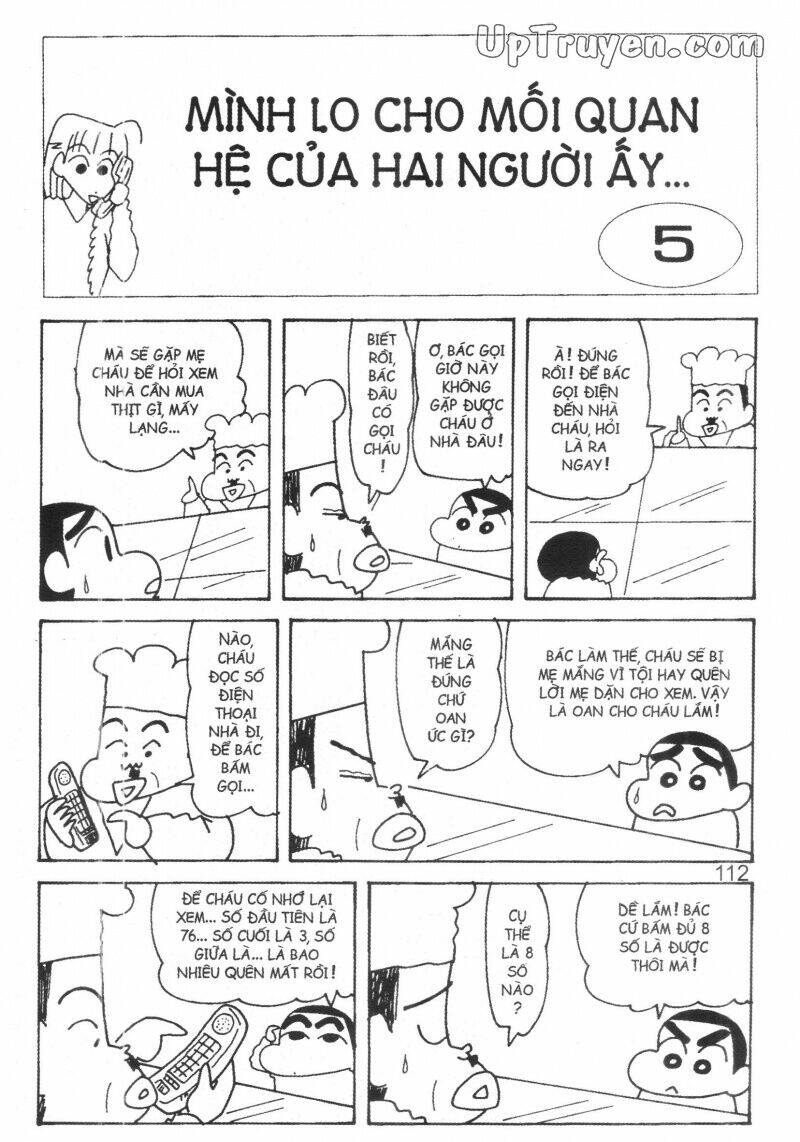 UpTruyen.com
MÌNH LO CHO MỐI QUAN
HỆ CỦA HAI NGƯỜI ẤY...
5
À! ĐÚNG
RỒI! ĐỂ BÁC
GỌI ĐIỆN
ĐẾN NHÀ
CHÁU, HỎI
LÀ RA
NGAY!
Ơ, BÁC GỌI
GIỜ NÀY
KHÔNG
GẶP ĐƯỢC
CHÁU Ở
NHÀ ĐÂU!
BIẾT
RỒI,
BÁC
ĐÂU
CÓ
GỌI
CHÁU
!
MÀ SẼ GẶP MẸ
CHÁU ĐỂ HỎI XEM
NHÀ CẦN MUA
THỊT GÌ, MẤY
LẠNG...
BÁC LÀM THẾ, CHÁU SẼ BỊ
MẸ MẮNG VÌ TỘI HAY QUÊN
LỜI MẸ DẶN CHO XEM. VẬY
LÀ OAN CHO CHÁU LẮM!
MẮNG
THẾ LÀ
ĐÚNG
CHỨ
OAN
ỨC GÌ?
NÀO,
CHÁU
ĐỌC SỐ
ĐIỆN
THOẠI
NHÀ ĐI,
ĐỂ BÁC
BẤM
GỌI...
112
DỄ LẮM! BÁC
CỨ BẤM ĐỦ 8
SỐ LÀ ĐƯỢC
THÔI MÀ!
CỤ
THỂ
LÀ 8
SỐ
NÀO
?
ĐỂ CHÁU CỐ NHỚ LẠI
XEM... SỐ ĐẦU TIÊN LÀ
76... SỐ CUỐI LÀ 3, SỐ
GIỮA LÀ... LÀ BAO
NHIÊU QUÊN MẤT RỒI!